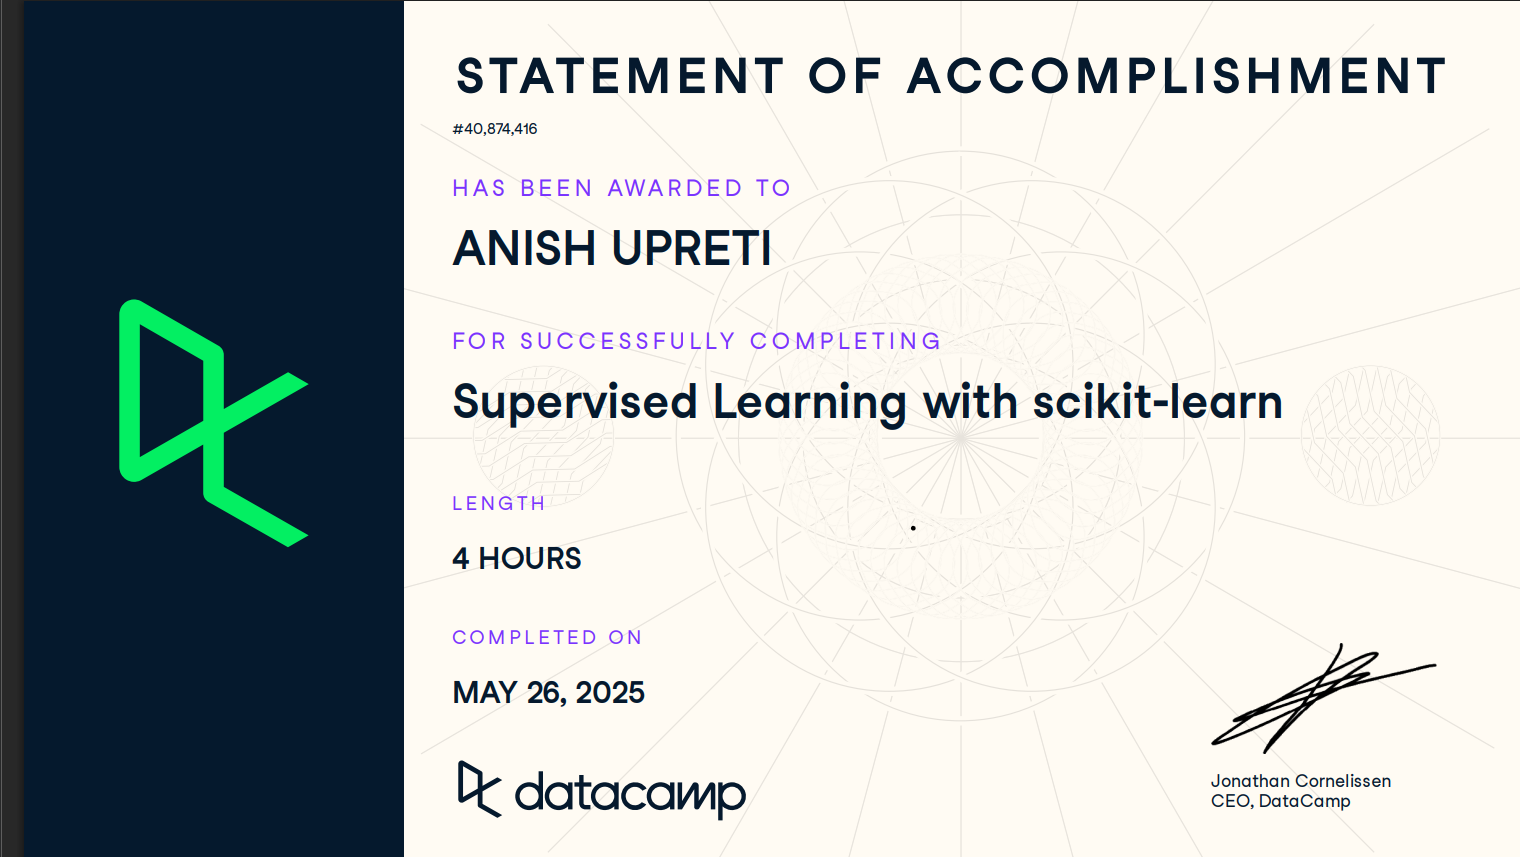 STATEMENT OF ACCOMPLISHMENT
#40,874,416
HAS BEEN AWARDED TO
ANISH UPRETI
FOR SUCCESSFULLY COMPLETING
Supervised Learning with scikit-learn
LENGTH
4 HOURS
COMPLETED ON
MAY 26, 2025
datacamp
Jonathan Cornelissen
CEO, DataCamp